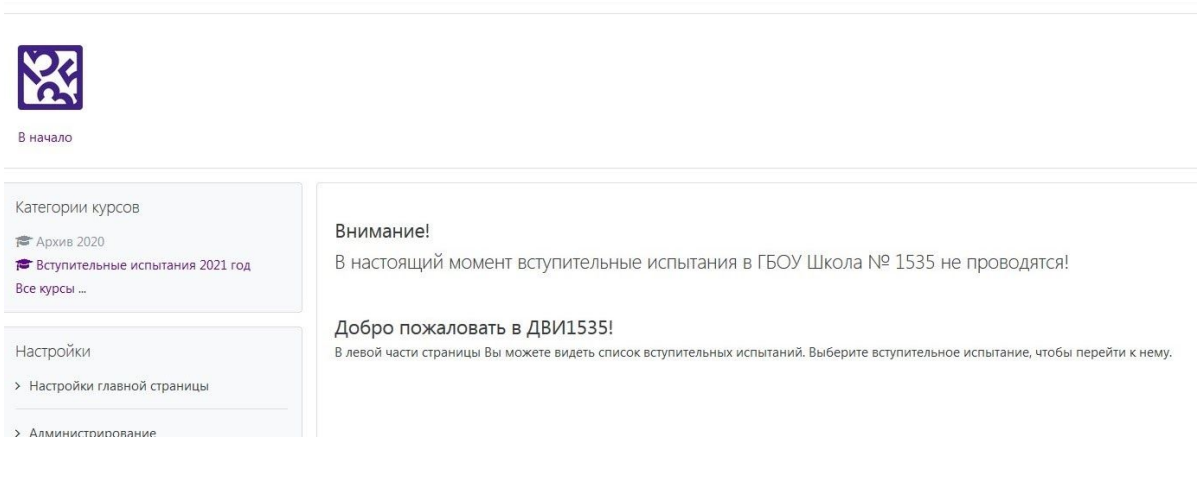 В начало
Категории курсов
Архив 2020
Вступительные испытания 2021 год
Все курсы ...
Настройки
Настройки главной страницы
Администрирование
Внимание!
В настоящий момент вступительные испытания в ГБОУ Школа № 1535 не проводятся!
Добро пожаловать в ДВИ1535!
В левой части страницы Вы можете видеть список вступительных испытаний. Выберите вступительное испытание, чтобы перейти к нему.